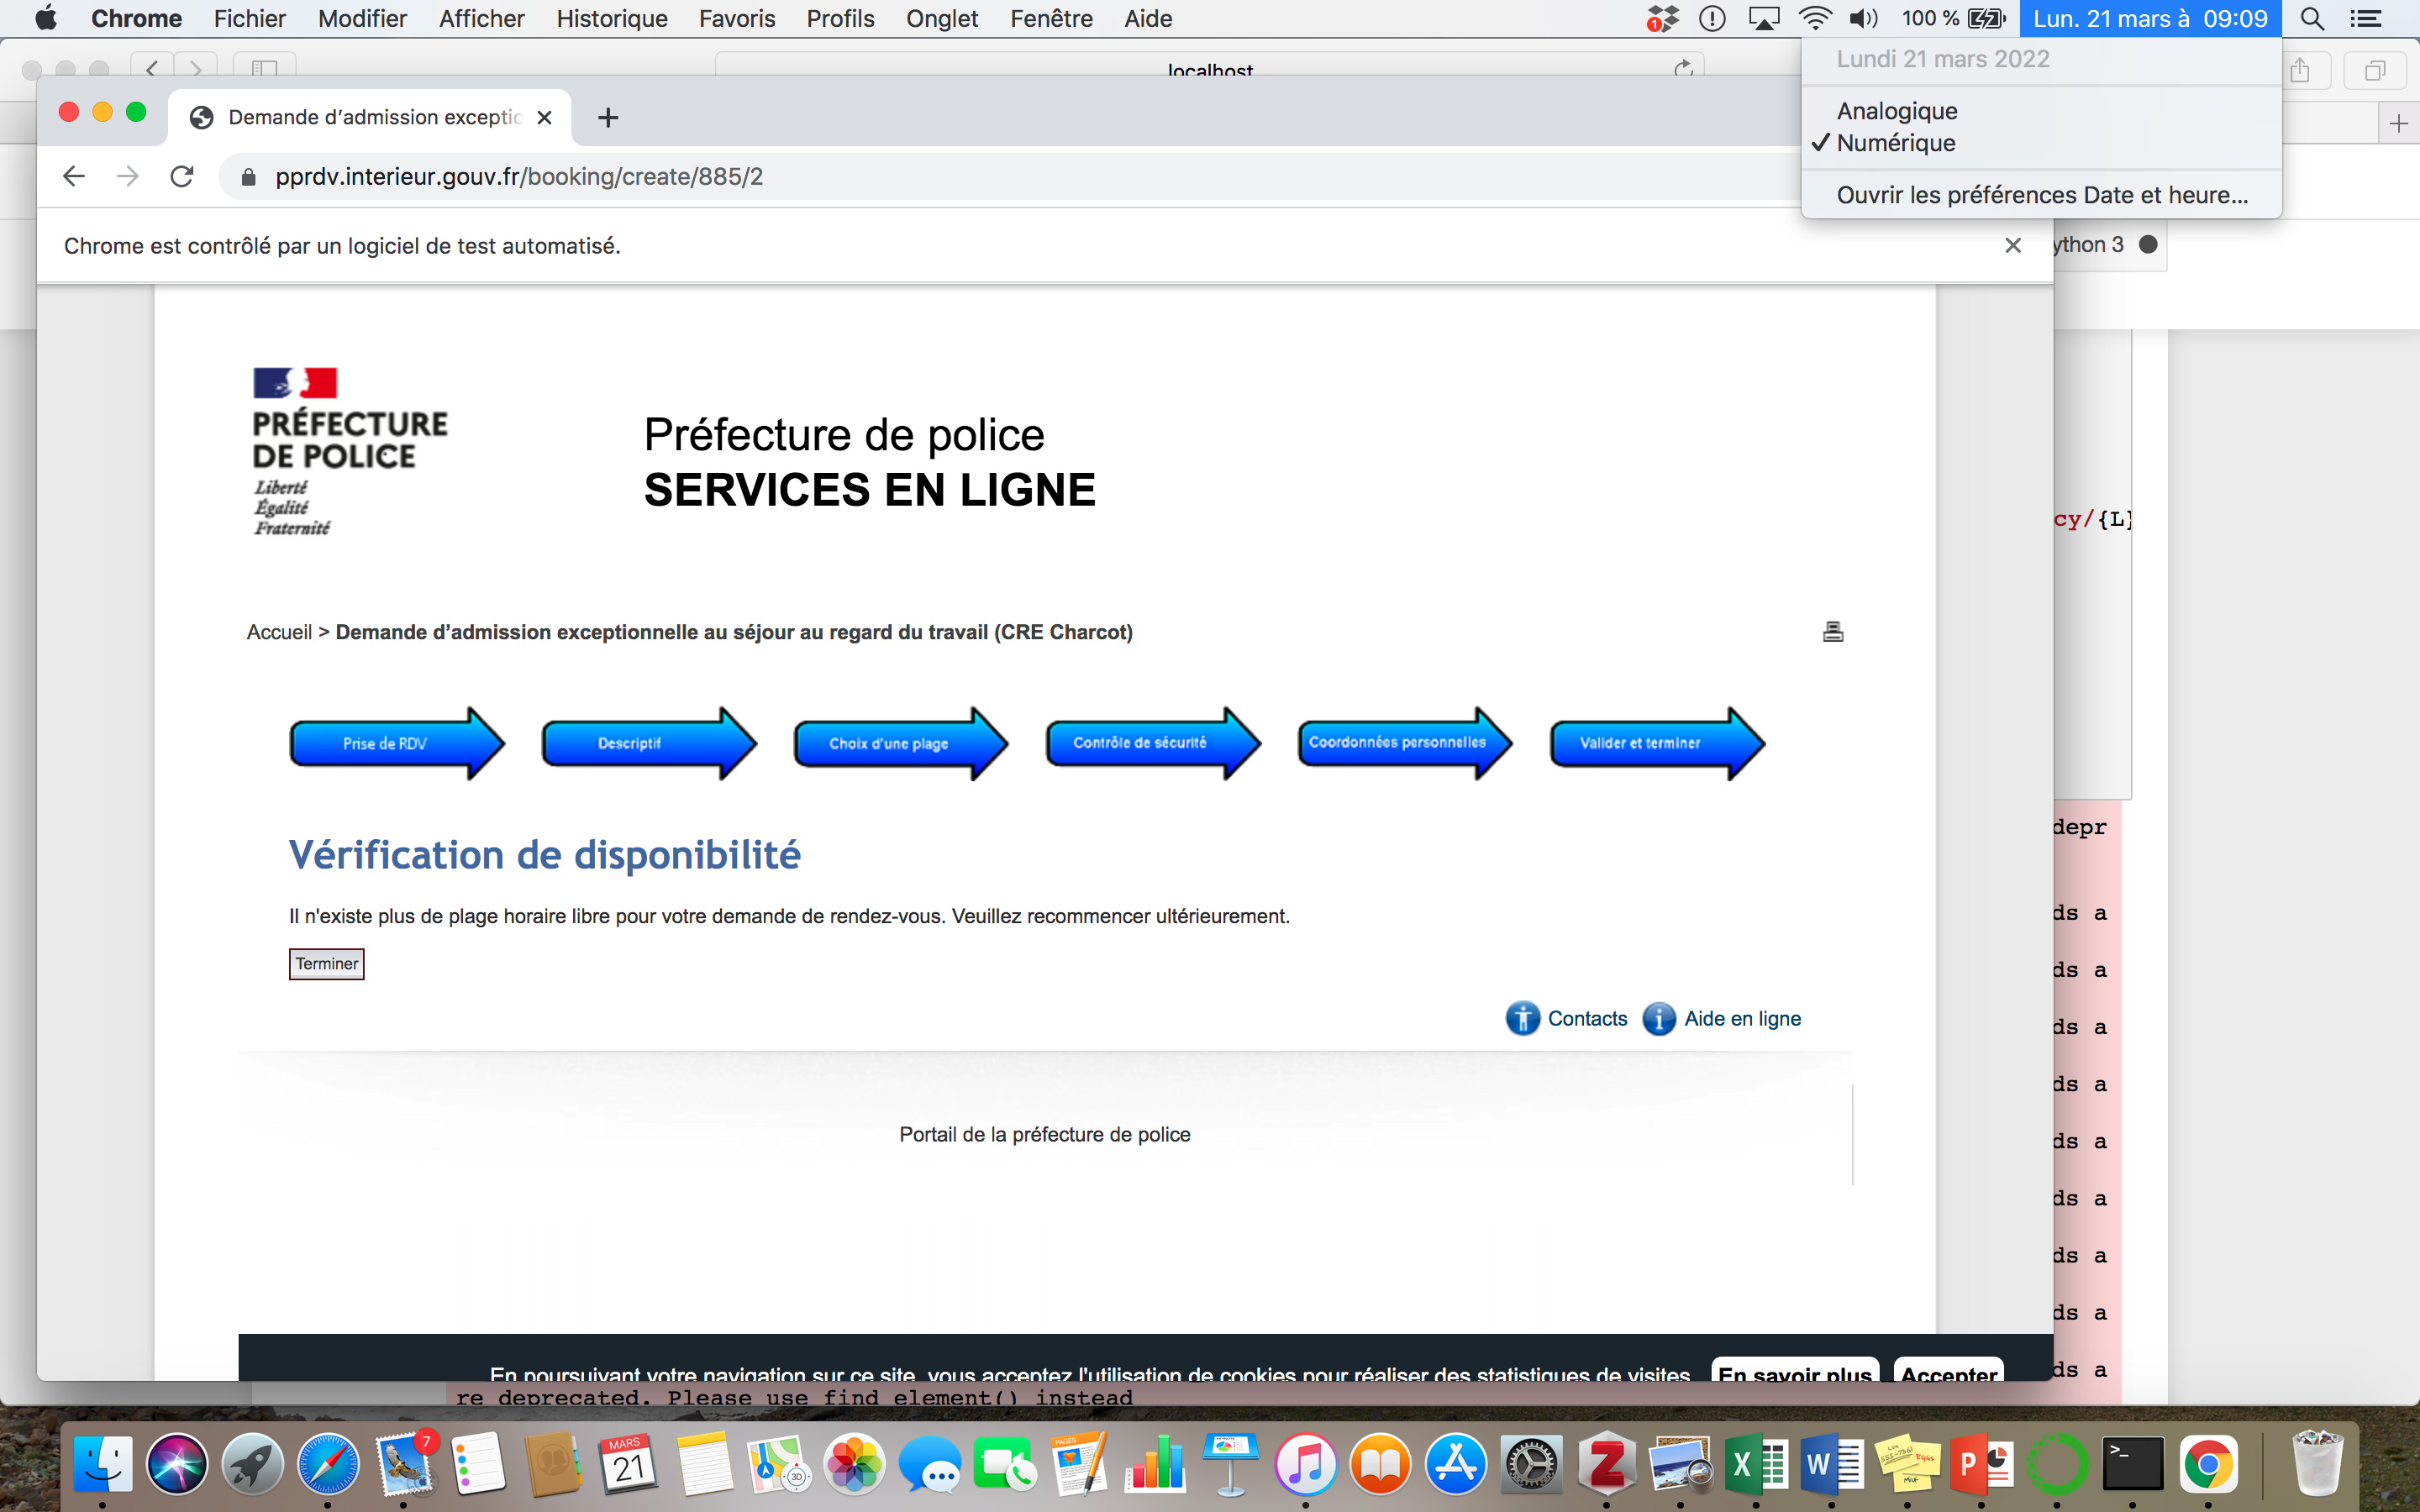 Chrome Fichier Modifier Afficher Historique Favoris Profils Onglet Fenêtre Aide
1 100 % Lun. 21 mars à 09:09
localhost
Lundi 21 mars 2022
Analogique
✓ Numérique
Ouvrir les préférences Date et heure...
Demande d’admission exceptio
pprdv.interieur.gouv.fr/booking/create/885/2
Chrome est contrôlé par un logiciel de test automatisé.
ython 3
PRÉFECTURE
DE POLICE
Liberté
Égalité
Fraternité
Préfecture de police
SERVICES EN LIGNE
cy/{L}
Accueil > Demande d’admission exceptionnelle au séjour au regard du travail (CRE Charcot)
Prise de RDV
Descriptif
Choix d'une plage
Contrôle de sécurité
Coordonnées personnelles
Valider et terminer
Vérification de disponibilité
Il n'existe plus de plage horaire libre pour votre demande de rendez-vous. Veuillez recommencer ultérieurement.
Terminer
Contacts
Aide en ligne
Portail de la préfecture de police
depr
ds a
ds a
ds a
ds a
ds a
ds a
ds a
ds a
ds a
En poursuivant votre navigation sur ce site, vous acceptez l'utilisation de cookies pour réaliser des statistiques de visites
En savoir plus
Accepter
re deprecated. Please use find_element() instead
7
MARS
21
3D
PAGES